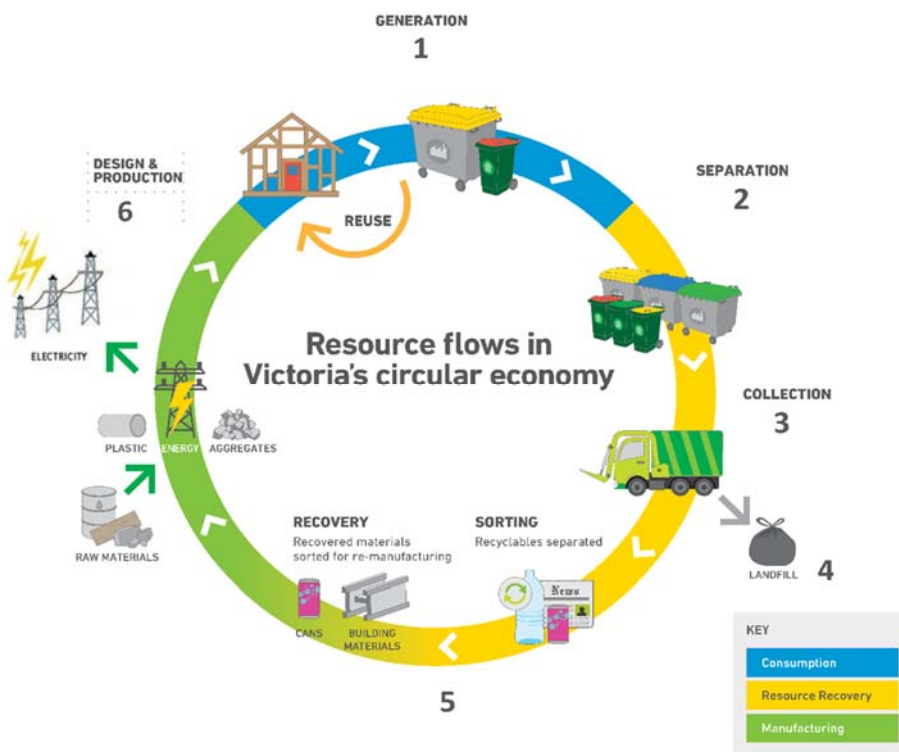 GENERATION
1
DESIGN &
PRODUCTION
6
SEPARATION
2
REUSE
Resource flows in
Victoria's circular economy
ELECTRICITY
COLLECTION
3
PLASTIC
ENERGY
AGGREGATES
RAW MATERIALS
RECOVERY
Recovered materials
sorted for re-manufacturing
SORTING
Recyclables separated
News
LANDFILL
4
CANS
BUILDING
MATERIALS
5
KEY
Consumption
Resource Recovery
Manufacturing